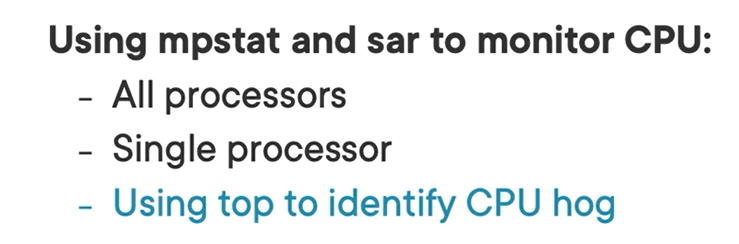 Using mpstat and sar to monitor CPU:
- All processors
- Single processor
- Using top to identify CPU hog